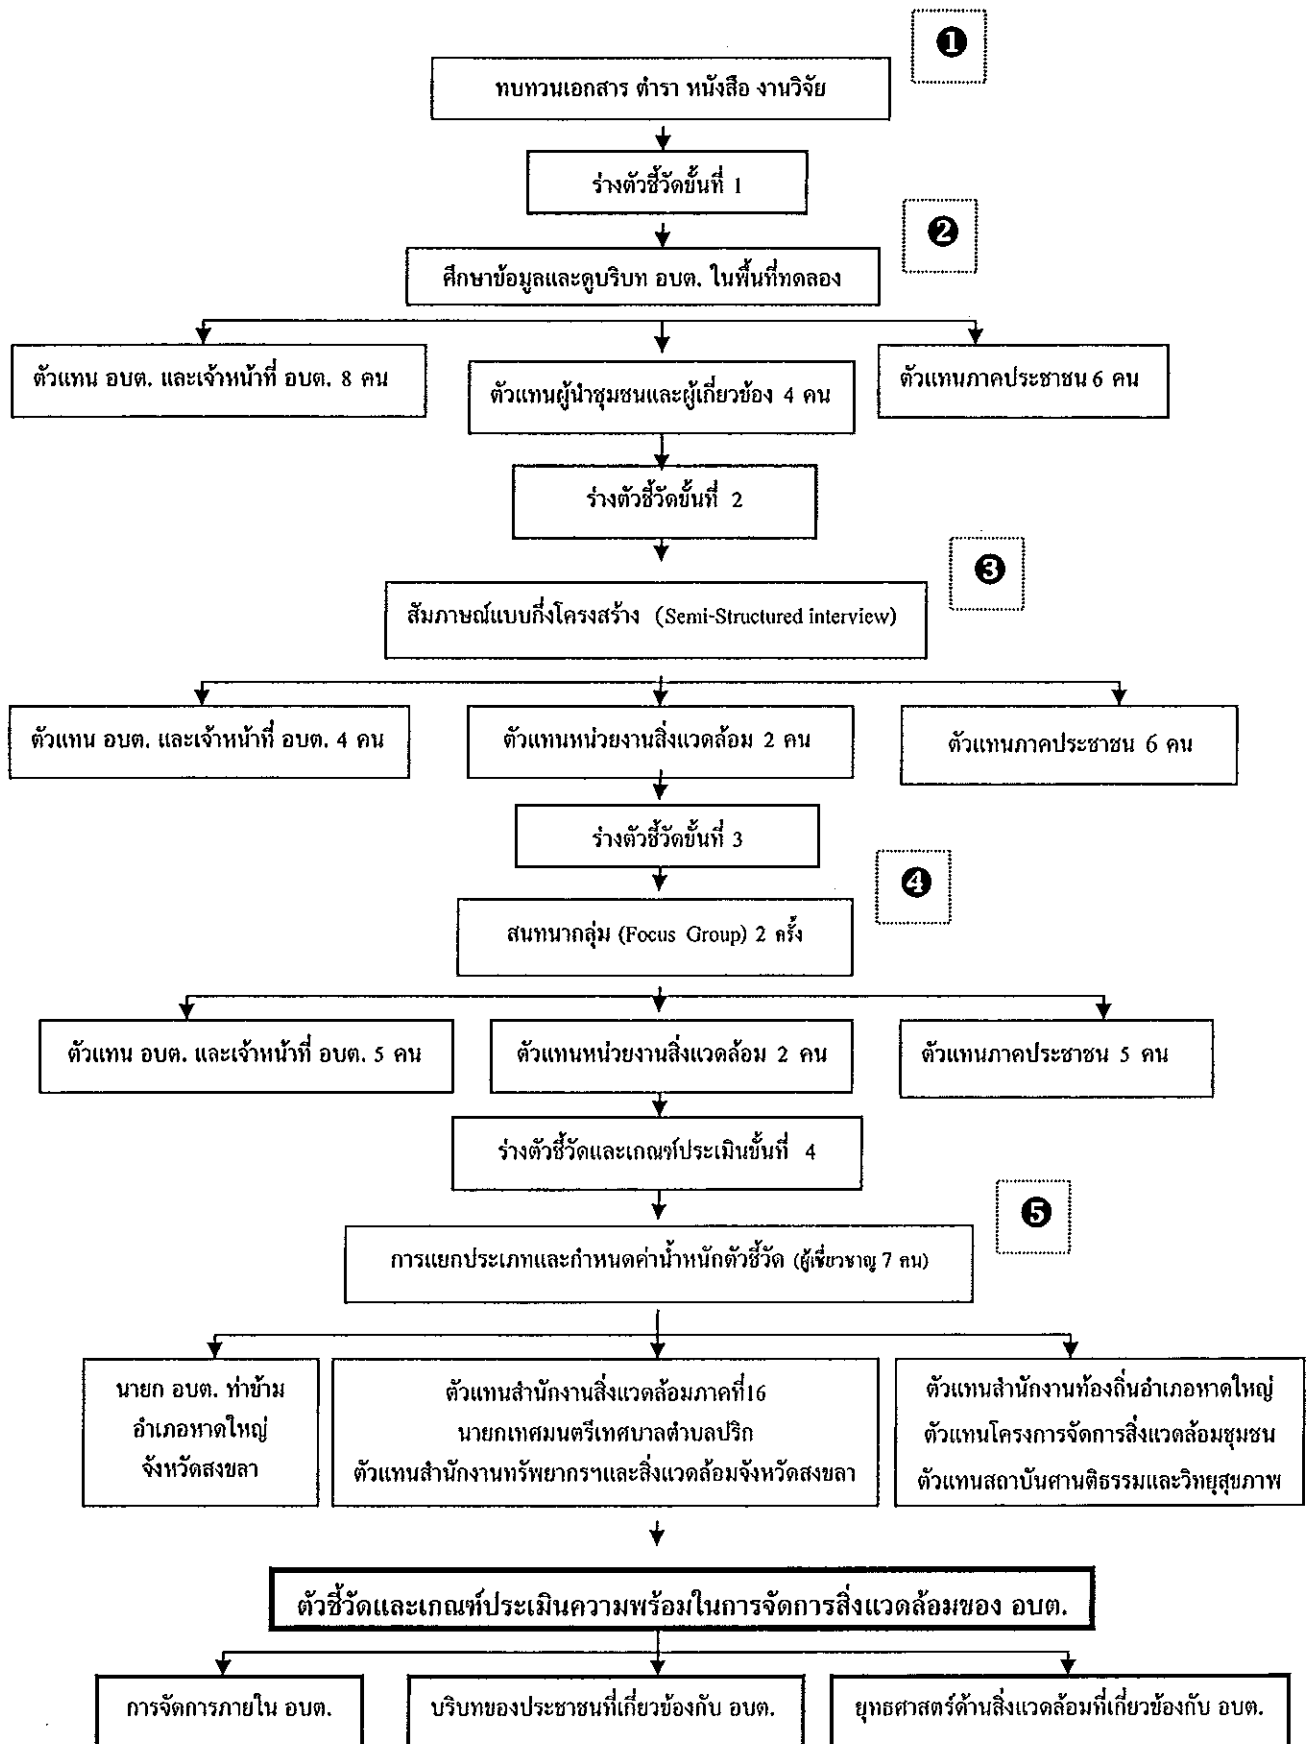 ❶
ทบทวนเอกสาร ตำรา หนังสือ งานวิจัย
ร่างตัวชี้วัดขั้นที่ 1
❷
ศึกษาข้อมูลและดูบริบท อบต. ในพื้นที่ทดลอง
ตัวแทน อบต. และเจ้าหน้าที่ อบต. 8 คน
ตัวแทนผู้นำชุมชนและผู้เกี่ยวข้อง 4 คน
ตัวแทนภาคประชาชน 6 คน
ร่างตัวชี้วัดขั้นที่ 2
❸
สัมภาษณ์แบบกึ่งโครงสร้าง (Semi-Structured interview)
ตัวแทน อบต. และเจ้าหน้าที่ อบต. 4 คน
ตัวแทนหน่วยงานสิ่งแวดล้อม 2 คน
ตัวแทนภาคประชาชน 6 คน
ร่างตัวชี้วัดขั้นที่ 3
❹
สนทนากลุ่ม (Focus Group) 2 ครั้ง
ตัวแทน อบต. และเจ้าหน้าที่ อบต. 5 คน
ตัวแทนหน่วยงานสิ่งแวดล้อม 2 คน
ตัวแทนภาคประชาชน 5 คน
ร่างตัวชี้วัดและเกณฑ์ประเมินขั้นที่ 4
❺
การแยกประเภทและกำหนดค่าน้ำหนักตัวชี้วัด (ผู้เชี่ยวชาญ 7 คน)
นายก อบต. ท่าข้าม
อำเภอหาดใหญ่
จังหวัดสงขลา
ตัวแทนสำนักงานสิ่งแวดล้อมภาคที่16
นายกเทศมนตรีเทศบาลตำบลปริก
ตัวแทนสำนักงานทรัพยากรฯและสิ่งแวดล้อมจังหวัดสงขลา
ตัวแทนสำนักงานท้องถิ่นอำเภอหาดใหญ่
ตัวแทนโครงการจัดการสิ่งแวดล้อมชุมชน
ตัวแทนสถาบันศานติธรรมและวิทยุสุขภาพ
ตัวชี้วัดและเกณฑ์ประเมินความพร้อมในการจัดการสิ่งแวดล้อมของ อบต.
การจัดการภายใน อบต.
บริบทของประชาชนที่เกี่ยวข้องกับ อบต.
ยุทธศาสตร์ด้านสิ่งแวดล้อมที่เกี่ยวข้องกับ อบต.